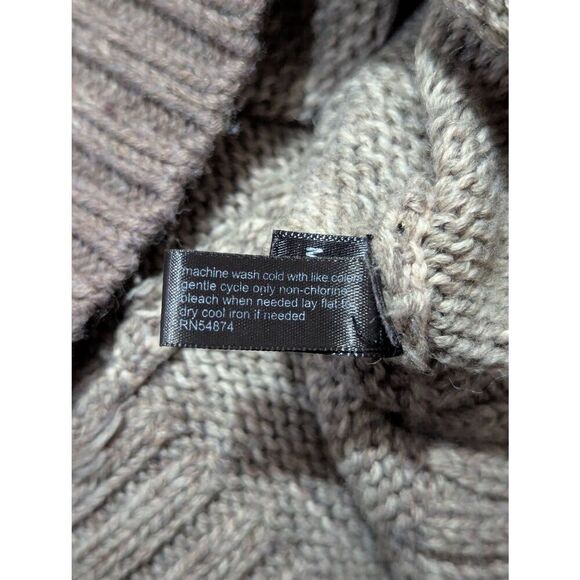 machine wash cold with like colors
gentle cycle only non-chlorine
bleach when needed lay flat to
dry cool iron if needed
RN54874